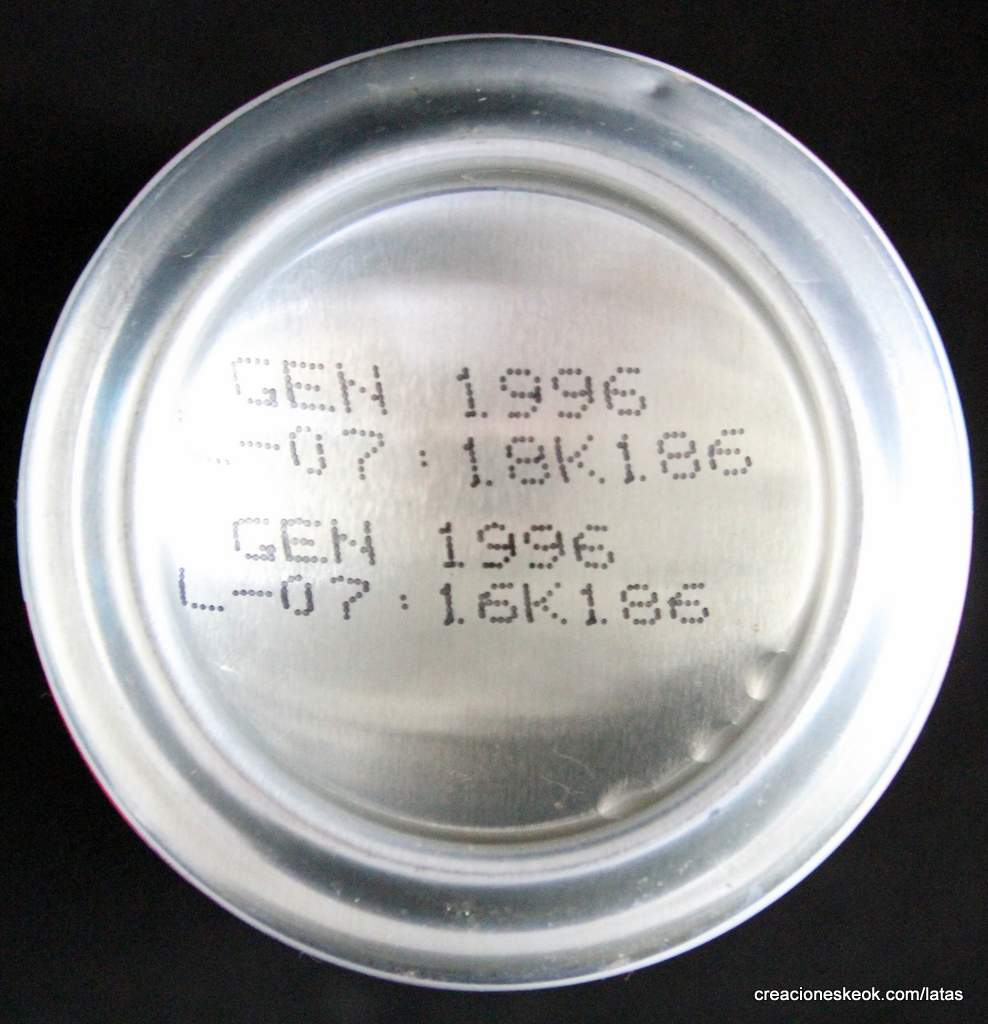 GEN 1996
L-07:18K186
GEN 1996
L-07:16K186
creacioneskeok.com/latas